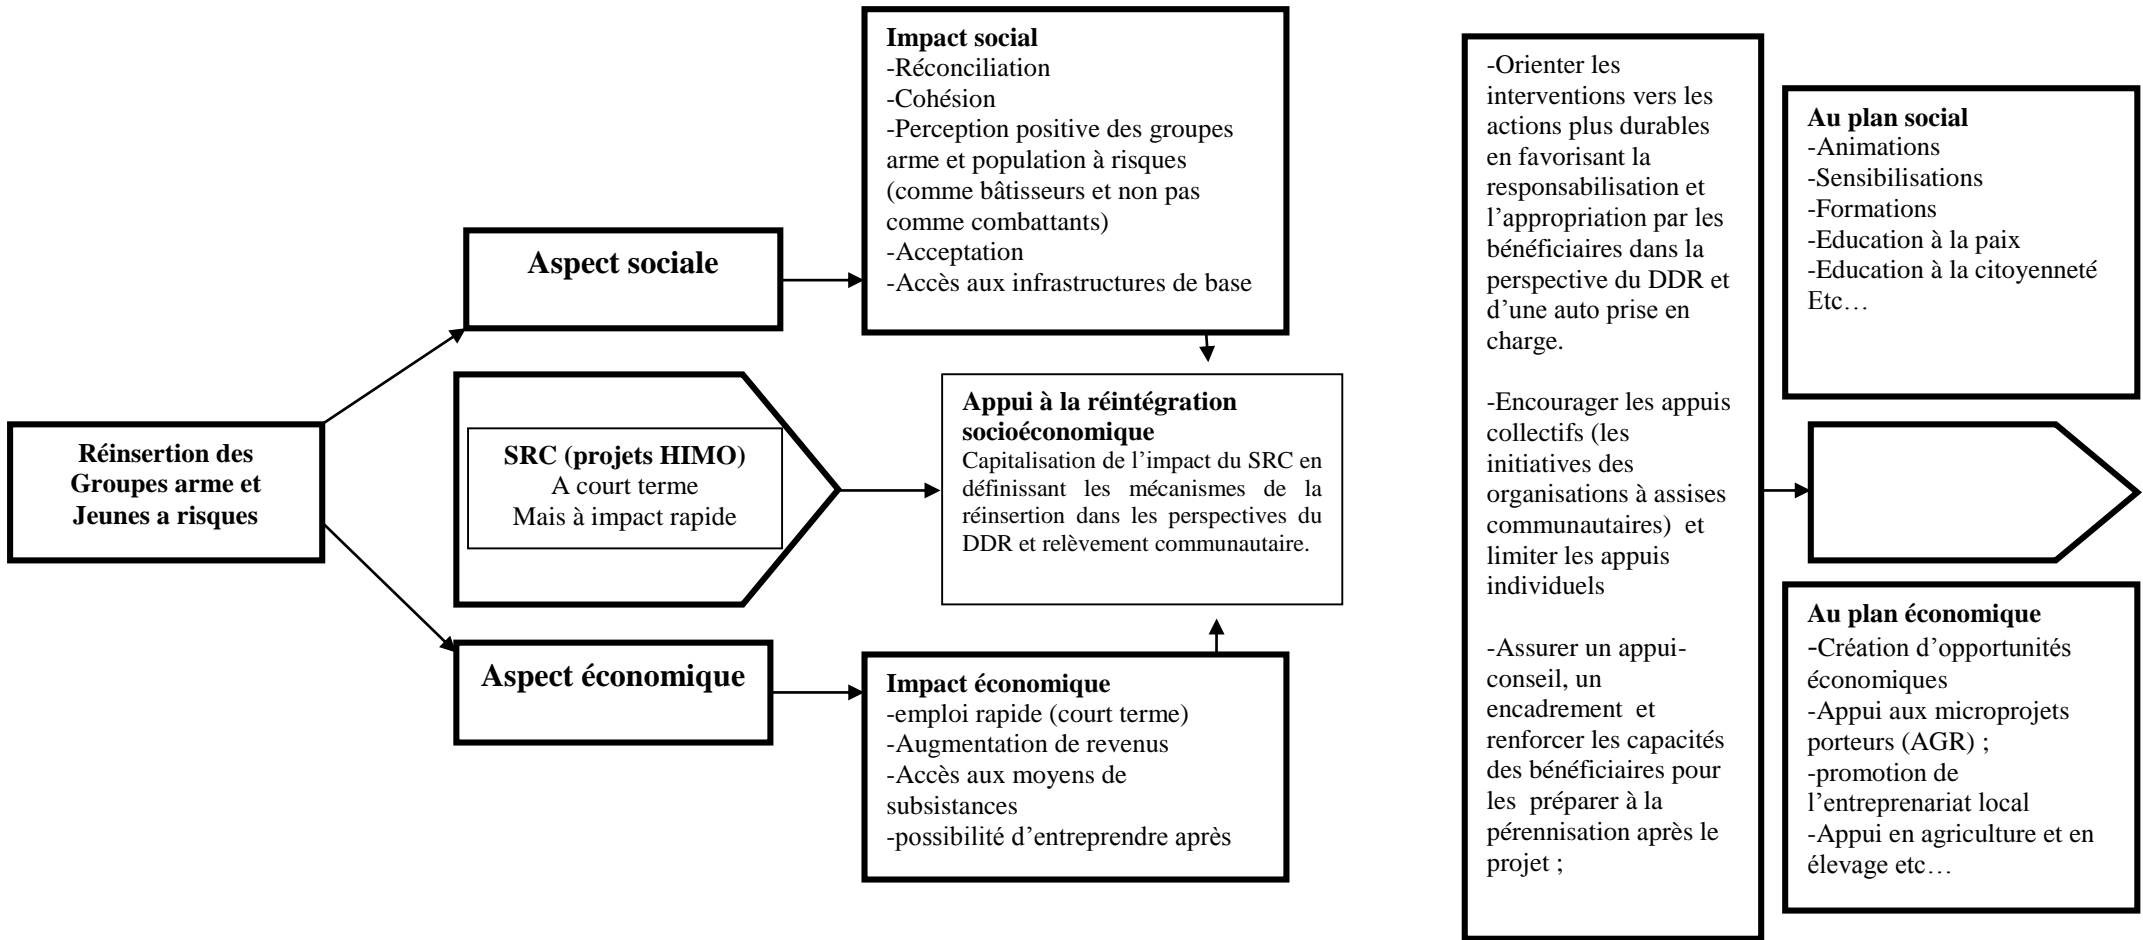 Réinsertion des
Groupes arme et
Jeunes a risques
Aspect sociale
SRC (projets HIMO)
A court terme
Mais à impact rapide
Aspect économique
Impact social
-Réconciliation
-Cohésion
-Perception positive des groupes
arme et population à risques
(comme bâtisseurs et non pas
comme combattants)
-Acceptation
-Accès aux infrastructures de base
Appui à la réintégration
socioéconomique
Capitalisation de l’impact du SRC en
définissant les mécanismes de la
réinsertion dans les perspectives du
DDR et relèvement communautaire.
Impact économique
-emploi rapide (court terme)
-Augmentation de revenus
-Accès aux moyens de
subsistances
-possibilité d’entreprendre après
-Orienter les
interventions vers les
actions plus durables
en favorisant la
responsabilisation et
l’appropriation par les
bénéficiaires dans la
perspective du DDR et
d’une auto prise en
charge.
-Encourager les appuis
collectifs (les
initiatives des
organisations à assises
communautaires) et
limiter les appuis
individuels
-Assurer un appui-
conseil, un
encadrement et
renforcer les capacités
des bénéficiaires pour
les préparer à la
pérennisation après le
projet ;
Au plan social
-Animations
-Sensibilisations
-Formations
-Education à la paix
-Education à la citoyenneté
Etc…
Au plan économique
-Création d’opportunités
économiques
-Appui aux microprojets
porteurs (AGR) ;
-promotion de
l’entreprenariat local
-Appui en agriculture et en
élevage etc…